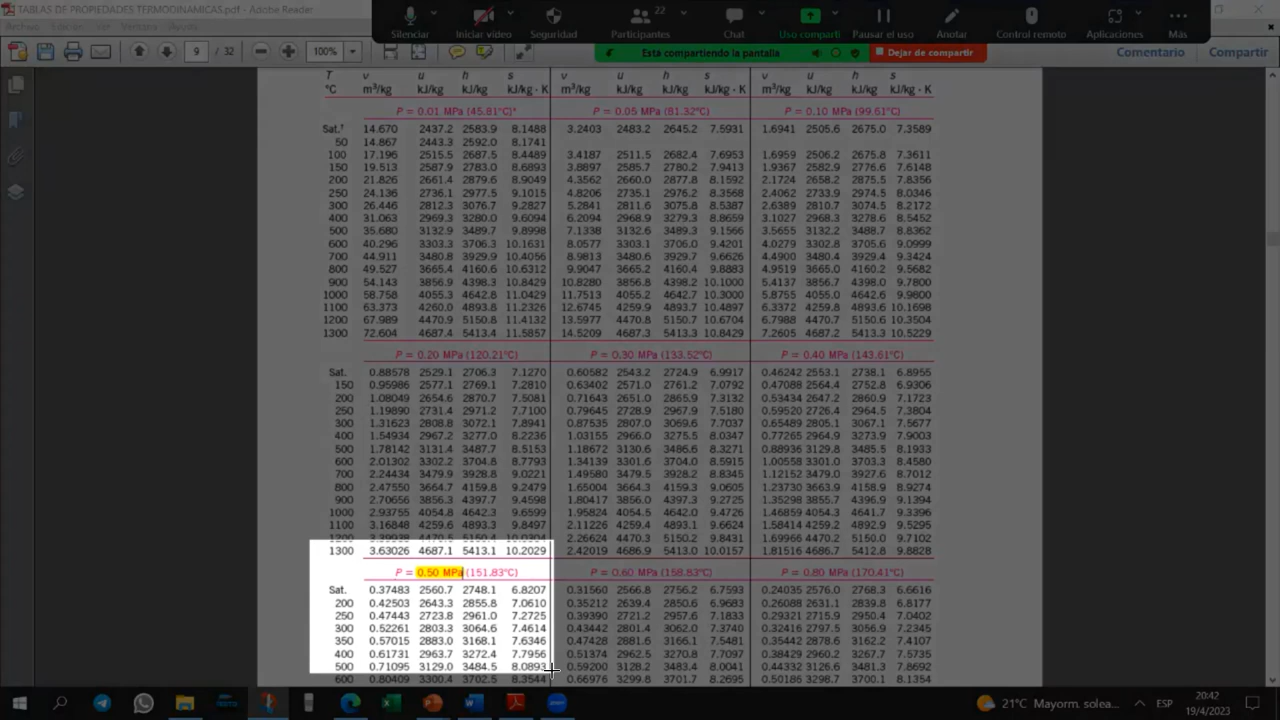 TABLAS DE PROPIEDADES TERMODINAMICAS.pdf - Adobe Reader
Archivo Edición Ver Ventana Ayuda
Silenciar Iniciar video Seguridad Participantes 22 Chat Uso comparti Pausar el uso Anotar Control remoto Aplicaciones Más
9 / 32 100%
Está compartiendo la pantalla Dejar de compartir
Comentario Compartir
T v u h s v u h s v u h s
°C m³/kg kJ/kg kJ/kg kJ/kg · K m³/kg kJ/kg kJ/kg kJ/kg · K m³/kg kJ/kg kJ/kg kJ/kg · K
P = 0.01 MPa (45.81°C)* P = 0.05 MPa (81.32°C) P = 0.10 MPa (99.61°C)
Sat.† 14.670 2437.2 2583.9 8.1488 3.2403 2483.2 2645.2 7.5931 1.6941 2505.6 2675.0 7.3589
50 14.867 2443.3 2592.0 8.1741
100 17.196 2515.5 2687.5 8.4489 3.4187 2511.5 2682.4 7.6953 1.6959 2506.2 2675.8 7.3611
150 19.513 2587.9 2783.0 8.6893 3.8897 2585.7 2780.2 7.9413 1.9367 2582.9 2776.6 7.6148
200 21.826 2661.4 2879.6 8.9049 4.3562 2660.0 2877.8 8.1592 2.1724 2658.2 2875.5 7.8356
250 24.136 2736.1 2977.5 9.1015 4.8206 2735.1 2976.2 8.3568 2.4062 2733.9 2974.5 8.0346
300 26.446 2812.3 3076.7 9.2827 5.2841 2811.6 3075.8 8.5387 2.6389 2810.7 3074.5 8.2172
400 31.063 2969.3 3280.0 9.6094 6.2094 2968.9 3279.3 8.8659 3.1027 2968.3 3278.6 8.5452
500 35.680 3132.9 3489.7 9.8998 7.1338 3132.6 3489.3 9.1566 3.5655 3132.2 3488.7 8.8362
600 40.296 3303.3 3706.3 10.1631 8.0577 3303.1 3706.0 9.4201 4.0279 3302.8 3705.6 9.0999
700 44.911 3480.8 3929.9 10.4056 8.9813 3480.6 3929.7 9.6626 4.4900 3480.4 3929.4 9.3424
800 49.527 3665.4 4160.6 10.6312 9.9047 3665.2 4160.4 9.8883 4.9519 3665.0 4160.2 9.5682
900 54.143 3856.9 4398.3 10.8429 10.8280 3856.8 4398.2 10.1000 5.4137 3856.7 4398.0 9.7800
1000 58.758 4055.3 4642.8 11.0429 11.7513 4055.2 4642.7 10.3000 5.8755 4055.0 4642.6 9.9800
1100 63.373 4260.0 4893.8 11.2326 12.6745 4259.9 4893.7 10.4897 6.3372 4259.8 4893.6 10.1698
1200 67.989 4470.9 5150.8 11.4132 13.5977 4470.8 5150.7 10.6704 6.7988 4470.7 5150.6 10.3504
1300 72.604 4687.4 5413.4 11.5857 14.5209 4687.3 5413.3 10.8429 7.2605 4687.2 5413.3 10.5229
P = 0.20 MPa (120.21°C) P = 0.30 MPa (133.52°C) P = 0.40 MPa (143.61°C)
Sat. 0.88578 2529.1 2706.3 7.1270 0.60582 2543.2 2724.9 6.9917 0.46242 2553.1 2738.1 6.8955
150 0.95986 2577.1 2769.1 7.2810 0.63402 2571.0 2761.2 7.0792 0.47088 2564.4 2752.8 6.9306
200 1.08049 2654.6 2870.7 7.5081 0.71643 2651.0 2865.9 7.3132 0.53434 2647.2 2860.9 7.1723
250 1.19890 2731.4 2971.2 7.7100 0.79645 2728.9 2967.9 7.5180 0.59520 2726.4 2964.5 7.3804
300 1.31623 2808.8 3072.1 7.8941 0.87535 2807.0 3069.6 7.7037 0.65489 2805.1 3067.1 7.5677
400 1.54934 2967.2 3277.0 8.2236 1.03155 2966.0 3275.5 8.0347 0.77265 2964.9 3273.9 7.9003
500 1.78142 3131.4 3487.7 8.5153 1.18672 3130.6 3486.6 8.3271 0.88936 3129.8 3485.5 8.1933
600 2.01302 3302.2 3704.8 8.7793 1.34139 3301.6 3704.0 8.5915 1.00558 3301.0 3703.3 8.4580
700 2.24434 3479.9 3928.8 9.0221 1.49580 3479.5 3928.2 8.8345 1.12152 3479.0 3927.6 8.7012
800 2.47550 3664.7 4159.8 9.2479 1.65004 3664.3 4159.3 9.0605 1.23730 3663.9 4158.9 8.9274
900 2.70656 3856.3 4397.7 9.4598 1.80417 3856.0 4397.3 9.2725 1.35298 3855.7 4396.9 9.1394
1000 2.93755 4054.8 4642.3 9.6599 1.95824 4054.5 4642.0 9.4726 1.46859 4054.3 4641.7 9.3396
1100 3.16848 4259.6 4893.3 9.8497 2.11226 4259.4 4893.1 9.6624 1.58414 4259.2 4892.9 9.5295
1200 3.39938 4470.5 5150.4 10.0304 2.26624 4470.3 5150.2 9.8431 1.69966 4470.2 5150.0 9.7102
1300 3.63026 4687.1 5413.1 10.2029 2.42019 4686.9 5413.0 10.0157 1.81516 4686.7 5412.8 9.8828
P = 0.50 MPa (151.83°C) P = 0.60 MPa (158.83°C) P = 0.80 MPa (170.41°C)
Sat. 0.37483 2560.7 2748.1 6.8207 0.31560 2566.8 2756.2 6.7593 0.24035 2576.0 2768.3 6.6616
200 0.42503 2643.3 2855.8 7.0610 0.35212 2639.4 2850.6 6.9683 0.26088 2631.1 2839.8 6.8177
250 0.47443 2723.8 2961.0 7.2725 0.39390 2721.2 2957.6 7.1833 0.29321 2715.9 2950.4 7.0402
300 0.52261 2803.3 3064.6 7.4614 0.43442 2801.4 3062.0 7.3740 0.32416 2797.5 3056.9 7.2345
350 0.57015 2883.0 3168.1 7.6346 0.47428 2881.6 3166.1 7.5481 0.35442 2878.6 3162.2 7.4107
400 0.61731 2963.7 3272.4 7.7956 0.51374 2962.5 3270.8 7.7097 0.38429 2960.2 3267.7 7.5735
500 0.71095 3129.0 3484.5 8.0893 0.59200 3128.2 3483.4 8.0041 0.44332 3126.6 3481.3 7.8692
600 0.80409 3300.4 3702.5 8.3544 0.66976 3299.8 3701.7 8.2695 0.50186 3298.7 3700.1 8.1354
21°C Mayorm. solea... ESP 20:42
19/4/2023